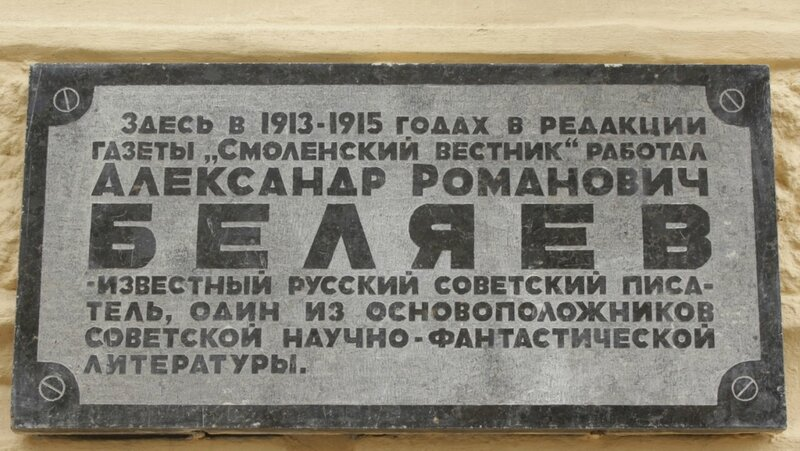 Здесь в 1913-1915 годах в редакции
газеты „Смоленский вестник“ работал
Александр Романович
БЕЛЯЕВ
-известный русский советский писа-
тель, один из основоположников
советской научно-фантастической
литературы.